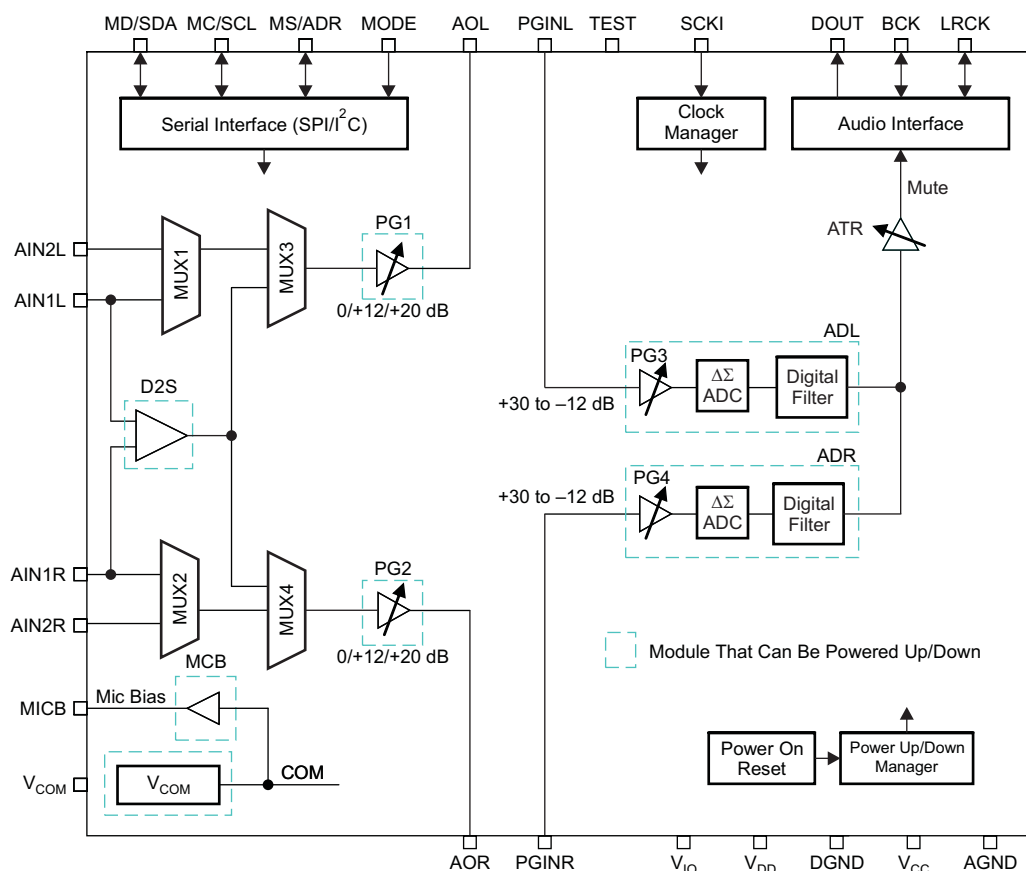 MD/SDA MC/SCL MS/ADR MODE AOL PGINL TEST SCKI DOUT BCK LRCK
Serial Interface (SPI/I²C)
Clock
Manager
Audio Interface
Mute
ATR
PG1
MUX1
MUX3
AIN2L
AIN1L
0/+12/+20 dB
ADL
PG3
ΔΣ
ADC
Digital
Filter
+30 to –12 dB
D2S
ADR
PG4
ΔΣ
ADC
Digital
Filter
+30 to –12 dB
AIN1R
AIN2R
MUX2
MUX4
PG2
0/+12/+20 dB
Module That Can Be Powered Up/Down
MCB
MICB
Mic Bias
VCOM
VCOM
COM
Power On
Reset
Power Up/Down
Manager
AOR PGINR VIO VDD DGND VCC AGND